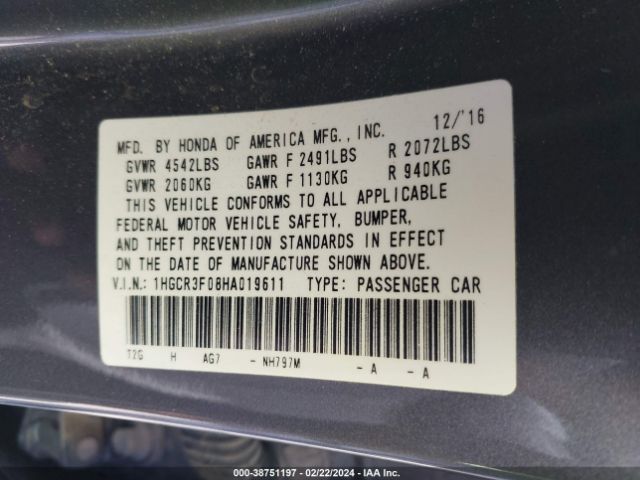 MFD. BY HONDA OF AMERICA MFG., INC. 12/'16
GVWR 4542LBS GAWR F 2491LBS R 2072LBS
GVWR 2060KG GAWR F 1130KG R 940KG
THIS VEHICLE CONFORMS TO ALL APPLICABLE
FEDERAL MOTOR VEHICLE SAFETY, BUMPER,
AND THEFT PREVENTION STANDARDS IN EFFECT
ON THE DATE OF MANUFACTURE SHOWN ABOVE.
V.I.N.: 1HGCR3F08HA019611 TYPE: PASSENGER CAR
T2G H AG7 - NH797M - A - A
000-38751197 - 02/22/2024 - IAA Inc.